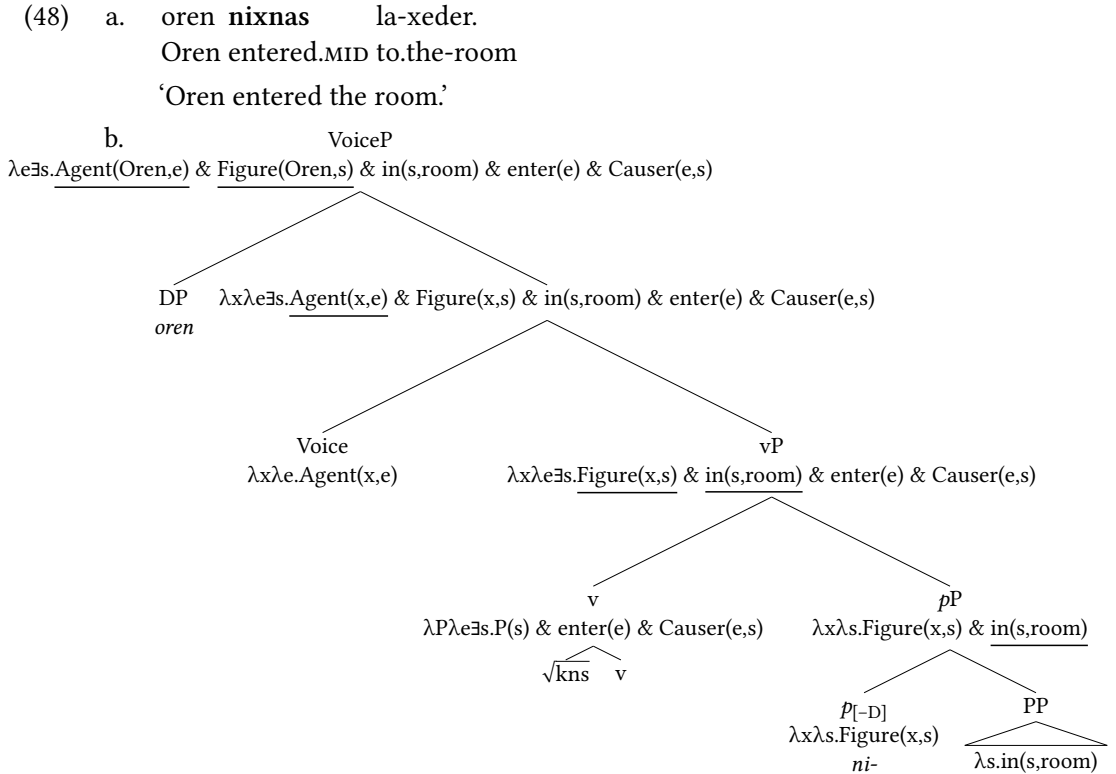 (48) a. oren nixnas la-xeder.
Oren entered.MID to.the-room
‘Oren entered the room.’
b. VoiceP
λe∃s.Agent(Oren,e) & Figure(Oren,s) & in(s,room) & enter(e) & Causer(e,s)
DP λxλe∃s.Agent(x,e) & Figure(x,s) & in(s,room) & enter(e) & Causer(e,s)
oren
Voice vP
λxλe.Agent(x,e) λxλe∃s.Figure(x,s) & in(s,room) & enter(e) & Causer(e,s)
v pP
λPλe∃s.P(s) & enter(e) & Causer(e,s) λxλs.Figure(x,s) & in(s,room)
√kns v
p[−D] PP
λxλs.Figure(x,s)
ni- λs.in(s,room)